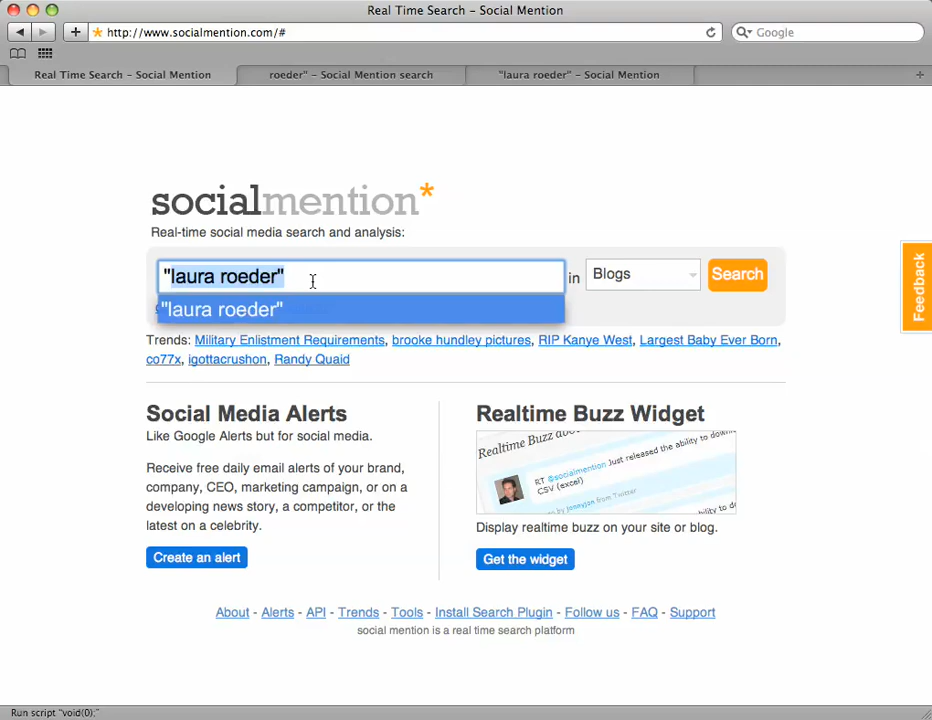 Real Time Search - Social Mention
http://www.socialmention.com/#
Google
Real Time Search - Social Mention
roeder" - Social Mention search
"laura roeder" - Social Mention
socialmention*
Real-time social media search and analysis:
"laura roeder"
in
Blogs
Search
"laura roeder"
Feedback
Trends: Military Enlistment Requirements, brooke hundley pictures, RIP Kanye West, Largest Baby Ever Born,
co77x, igottacrushon, Randy Quaid
Social Media Alerts
Like Google Alerts but for social media.
Receive free daily email alerts of your brand,
company, CEO, marketing campaign, or on a
developing news story, a competitor, or the
latest on a celebrity.
Create an alert
Realtime Buzz Widget
Realtime Buzz abou
RT @socialmention Just released the ability to down
CSV (excel)
by jonnyjon from Twitter
Display realtime buzz on your site or blog.
Get the widget
About - Alerts - API - Trends - Tools - Install Search Plugin - Follow us - FAQ - Support
social mention is a real time search platform
Run script "void(0);"